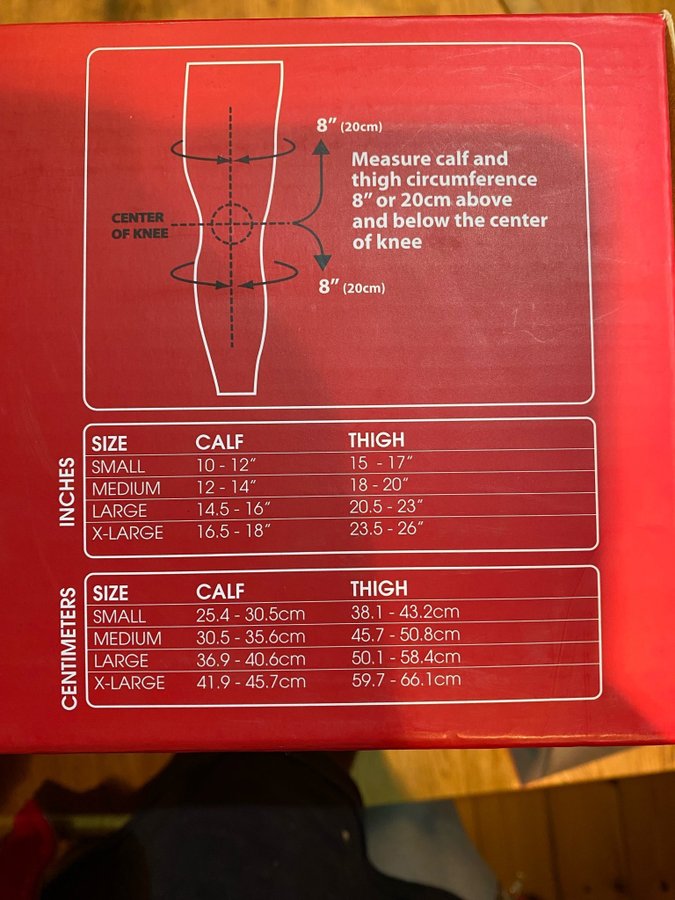 8” (20cm)
Measure calf and
thigh circumference
8” or 20cm above
and below the center
of knee
CENTER
OF KNEE
8” (20cm)
INCHES
SIZE CALF THIGH
SMALL 10 - 12” 15 - 17”
MEDIUM 12 - 14” 18 - 20”
LARGE 14.5 - 16” 20.5 - 23”
X-LARGE 16.5 - 18” 23.5 - 26”
CENTIMETERS
SIZE CALF THIGH
SMALL 25.4 - 30.5cm 38.1 - 43.2cm
MEDIUM 30.5 - 35.6cm 45.7 - 50.8cm
LARGE 36.9 - 40.6cm 50.1 - 58.4cm
X-LARGE 41.9 - 45.7cm 59.7 - 66.1cm